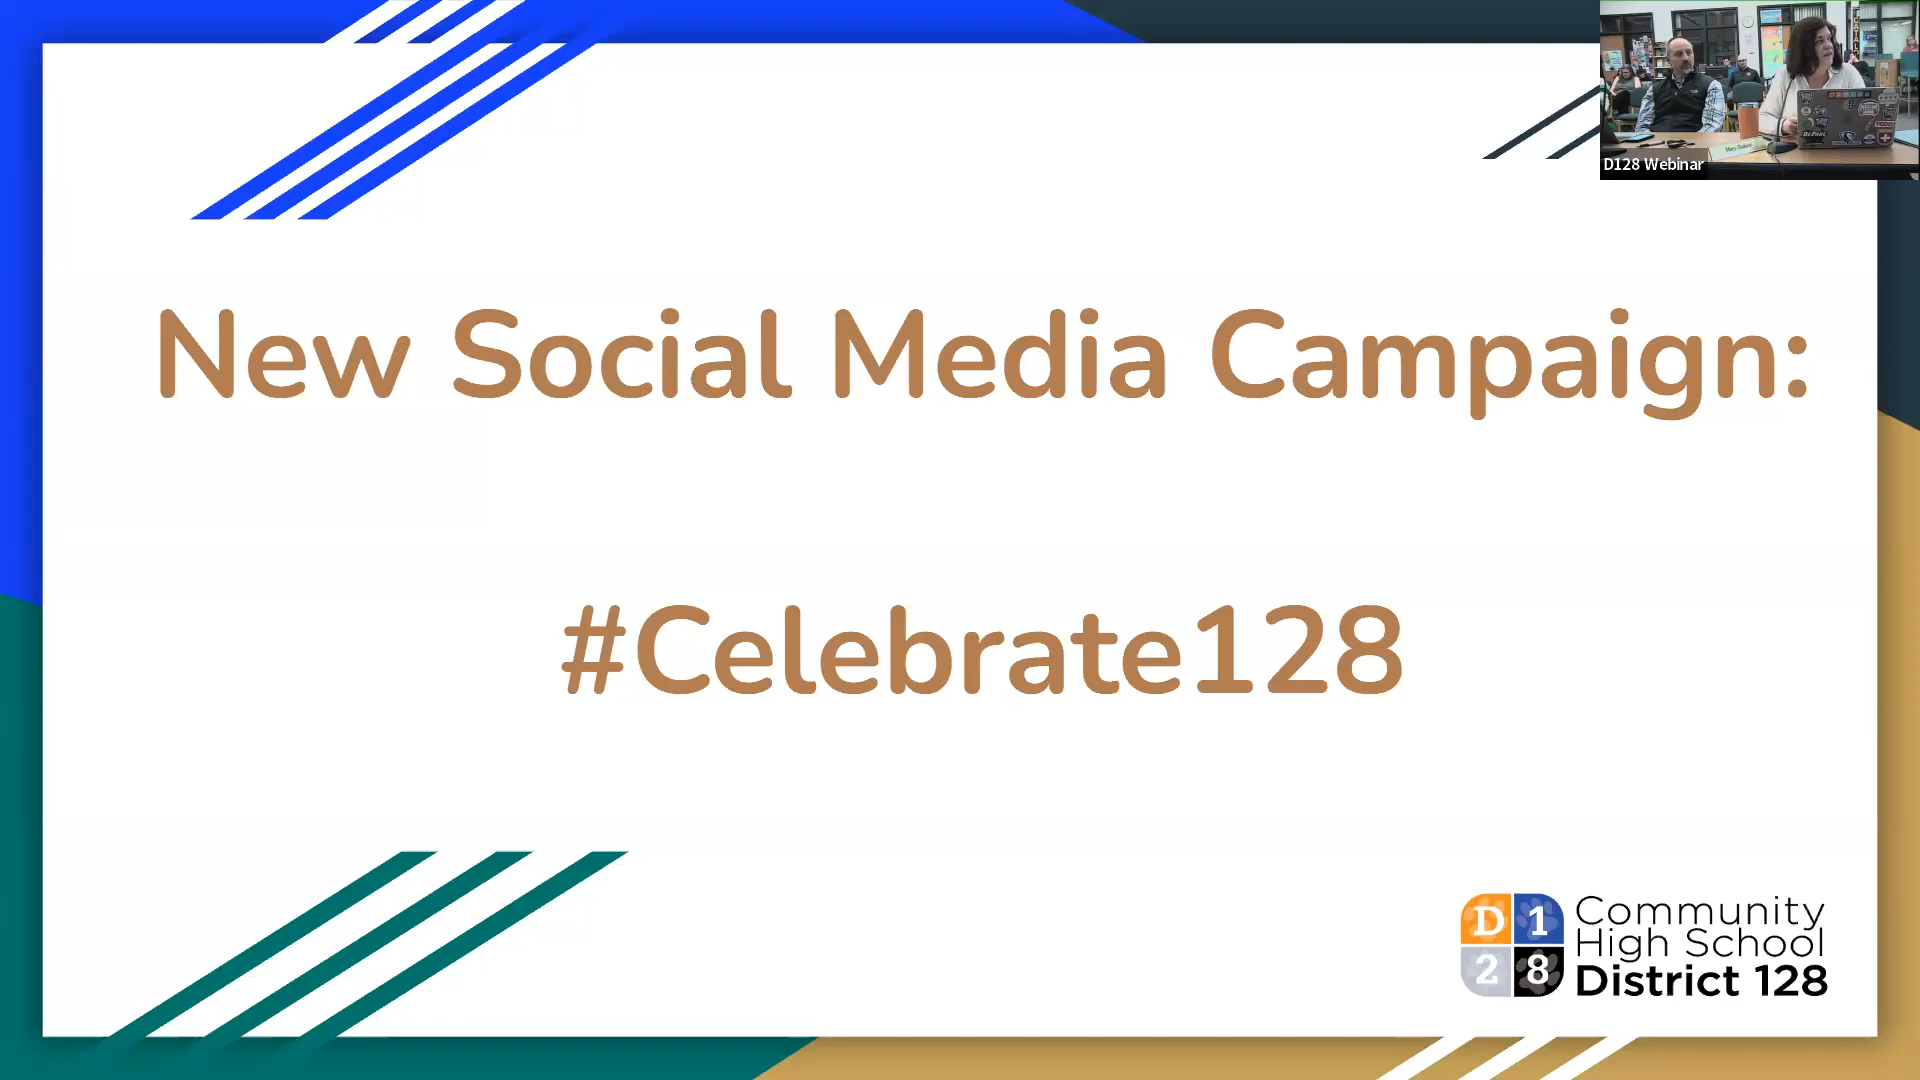 New Social Media Campaign:
#Celebrate128
D128 Webinar
D 1
2 8
Community
High School
District 128